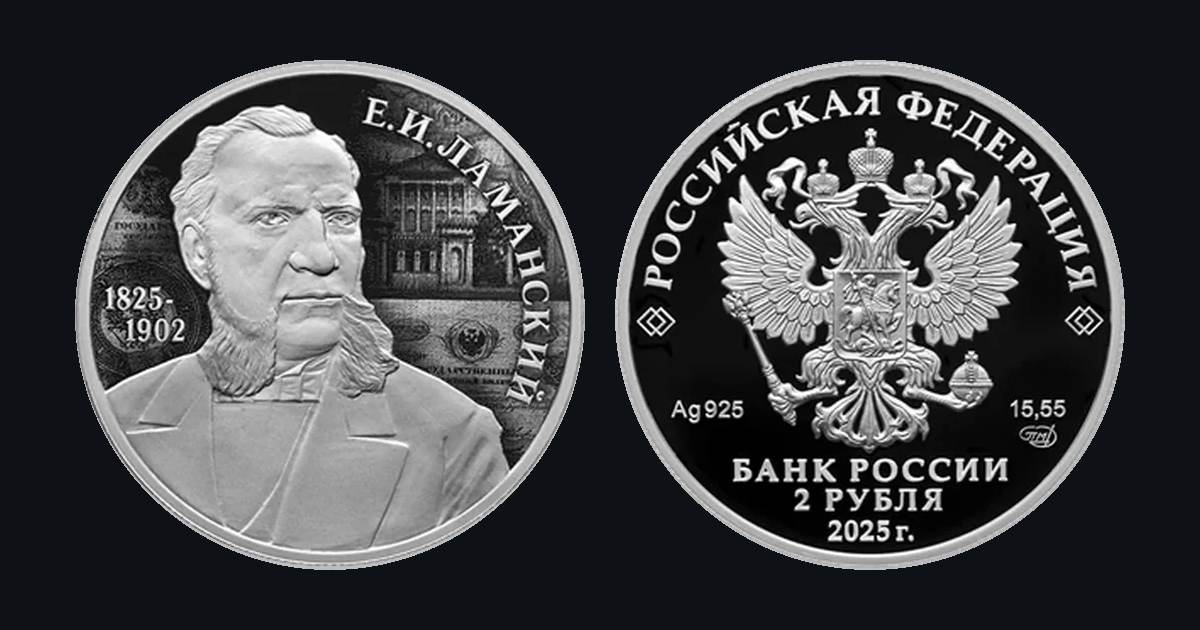 Е.И. ЛАМАНСКИЙ
1825-
1902
РОССИЙСКАЯ ФЕДЕРАЦИЯ
Ag 925
15,55
БАНК РОССИИ
2 РУБЛЯ
2025 г.